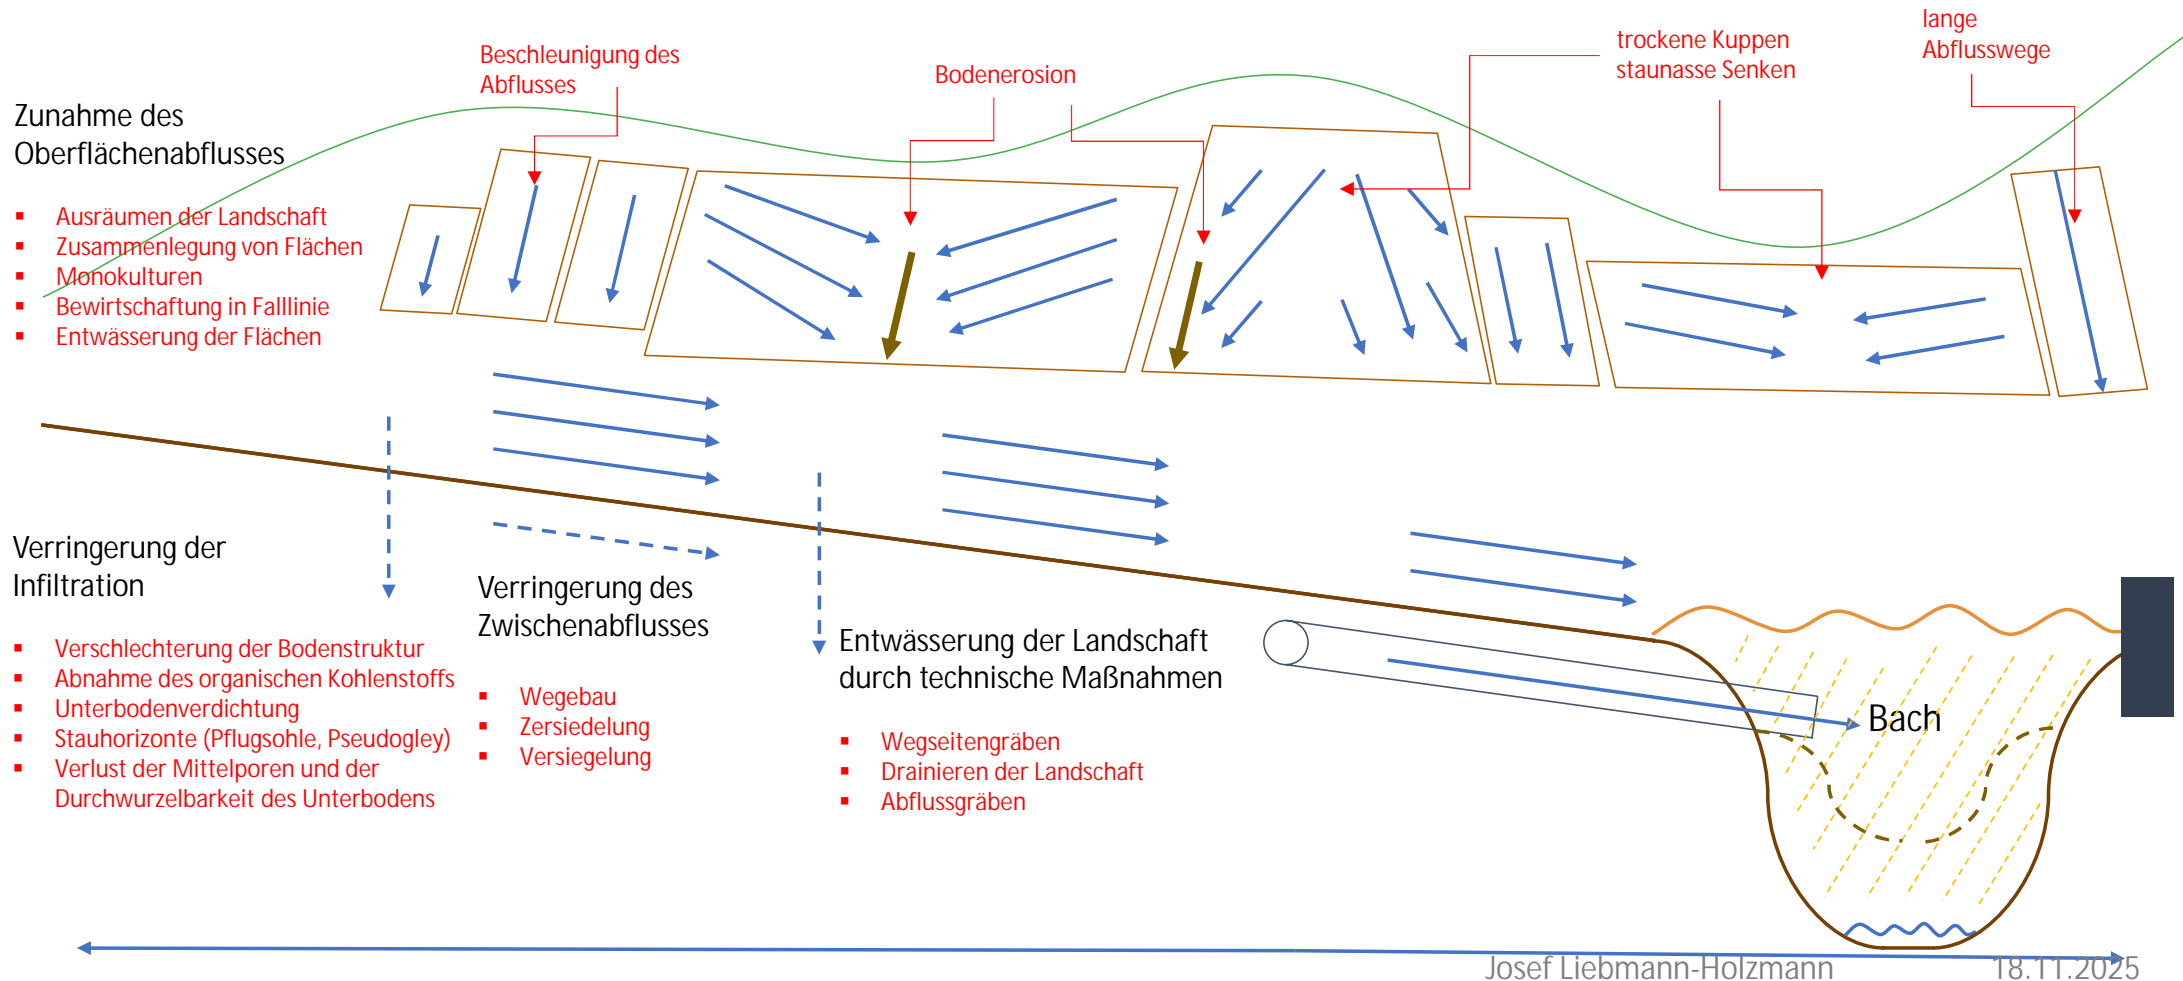 lange
Abflusswege
trockene Kuppen
staunasse Senken
Beschleunigung des
Abflusses
Bodenerosion
Zunahme des
Oberflächenabflusses
▪ Ausräumen der Landschaft
▪ Zusammenlegung von Flächen
▪ Monokulturen
▪ Bewirtschaftung in Falllinie
▪ Entwässerung der Flächen
Verringerung der
Infiltration
▪ Verschlechterung der Bodenstruktur
▪ Abnahme des organischen Kohlenstoffs
▪ Unterbodenverdichtung
▪ Stauhorizonte (Pflugsohle, Pseudogley)
▪ Verlust der Mittelporen und der
Durchwurzelbarkeit des Unterbodens
Verringerung des
Zwischenabflusses
▪ Wegebau
▪ Zersiedelung
▪ Versiegelung
Entwässerung der Landschaft
durch technische Maßnahmen
▪ Wegseitengräben
▪ Drainieren der Landschaft
▪ Abflussgräben
Bach
Josef Liebmann-Holzmann 18.11.2025